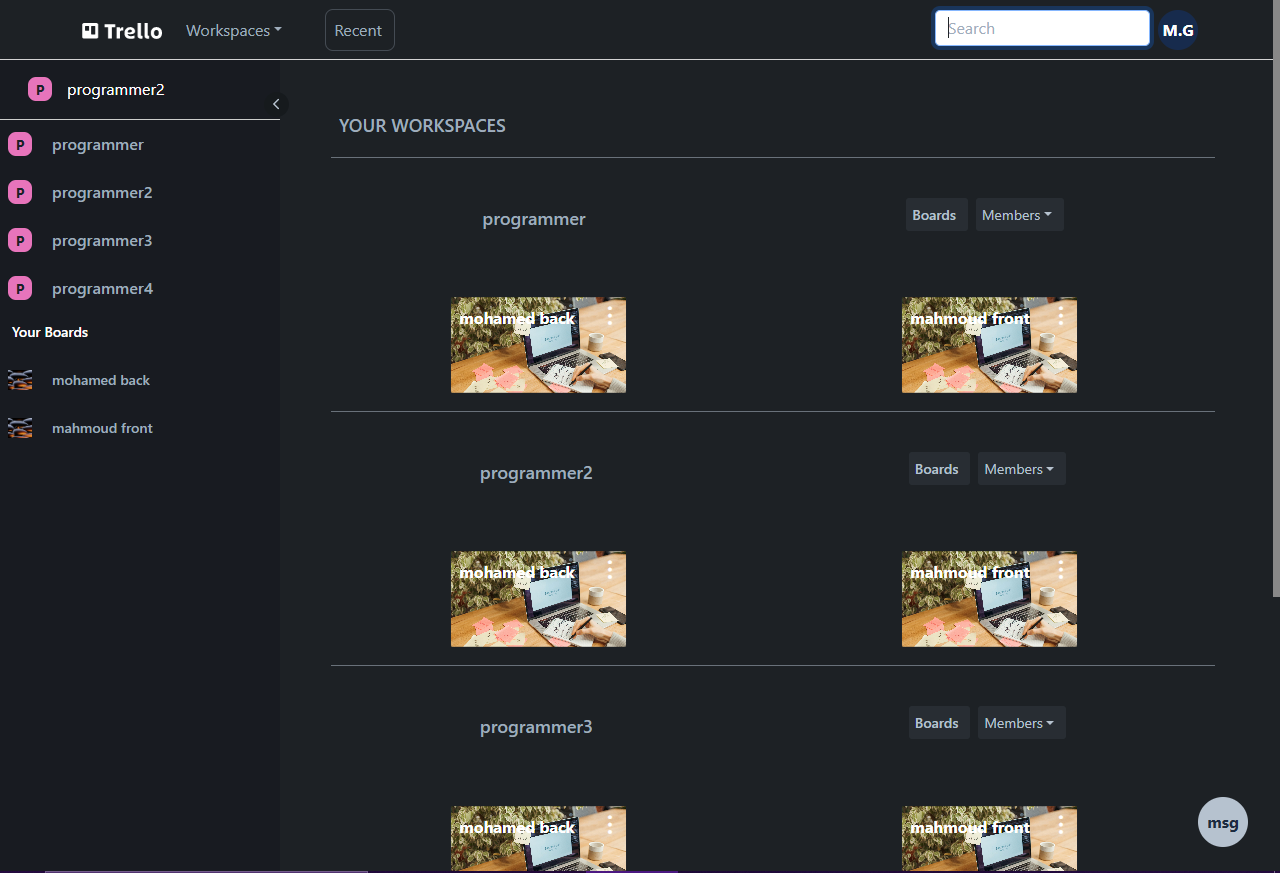 Trello Workspaces Recent Search M.G
P programmer2
P programmer
P programmer2
P programmer3
P programmer4
Your Boards
mohamed back
mahmoud front
YOUR WORKSPACES
programmer Boards Members
mohamed back mahmoud front
programmer2 Boards Members
mohamed back mahmoud front
programmer3 Boards Members
mohamed back mahmoud front
msg